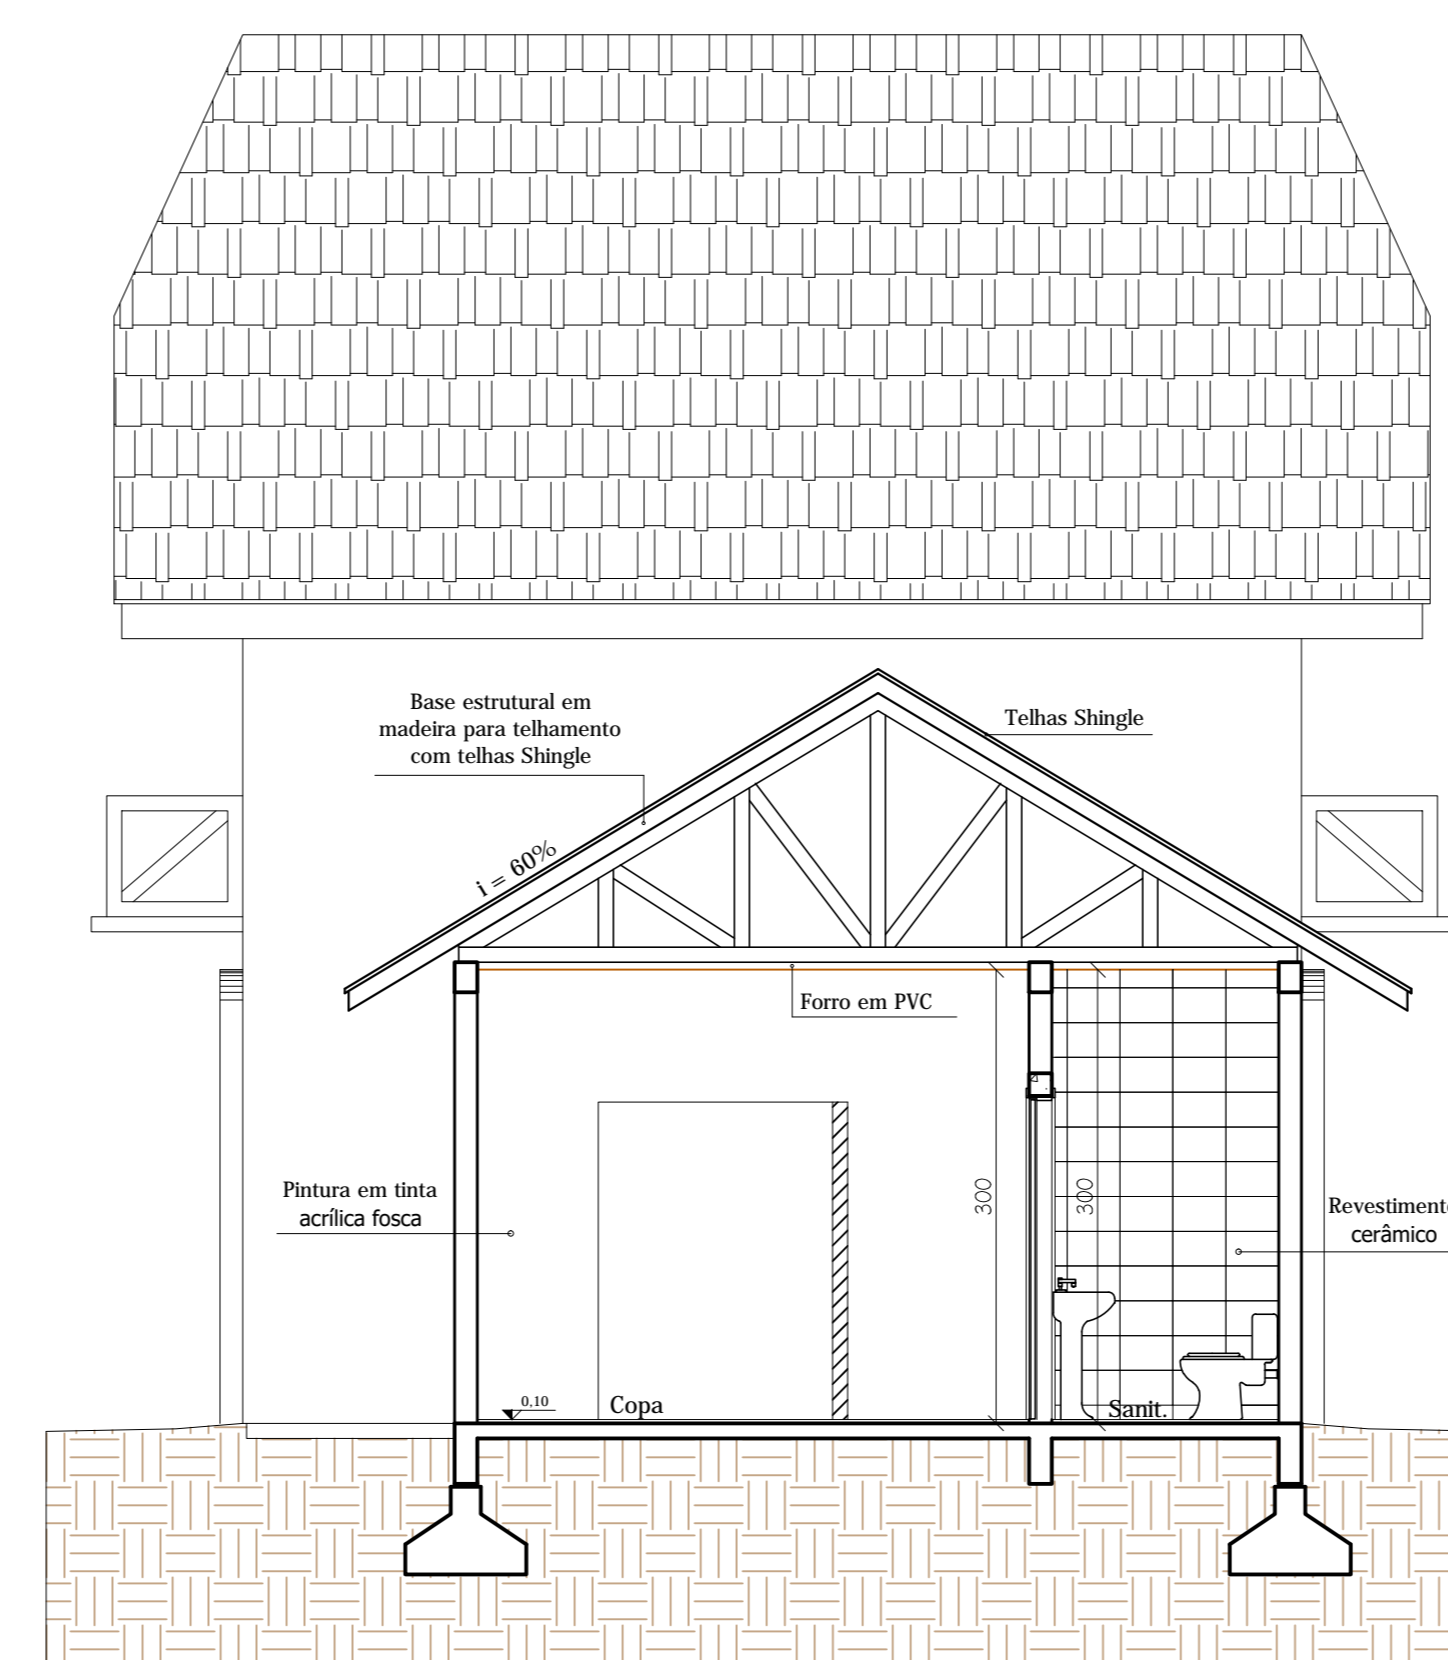 Base estrutural em
madeira para telhamento
com telhas Shingle
Telhas Shingle
i = 60%
Forro em PVC
Pintura em tinta
acrílica fosca
300
300
Revestimento
cerâmico
0,10
Copa
Sanit.